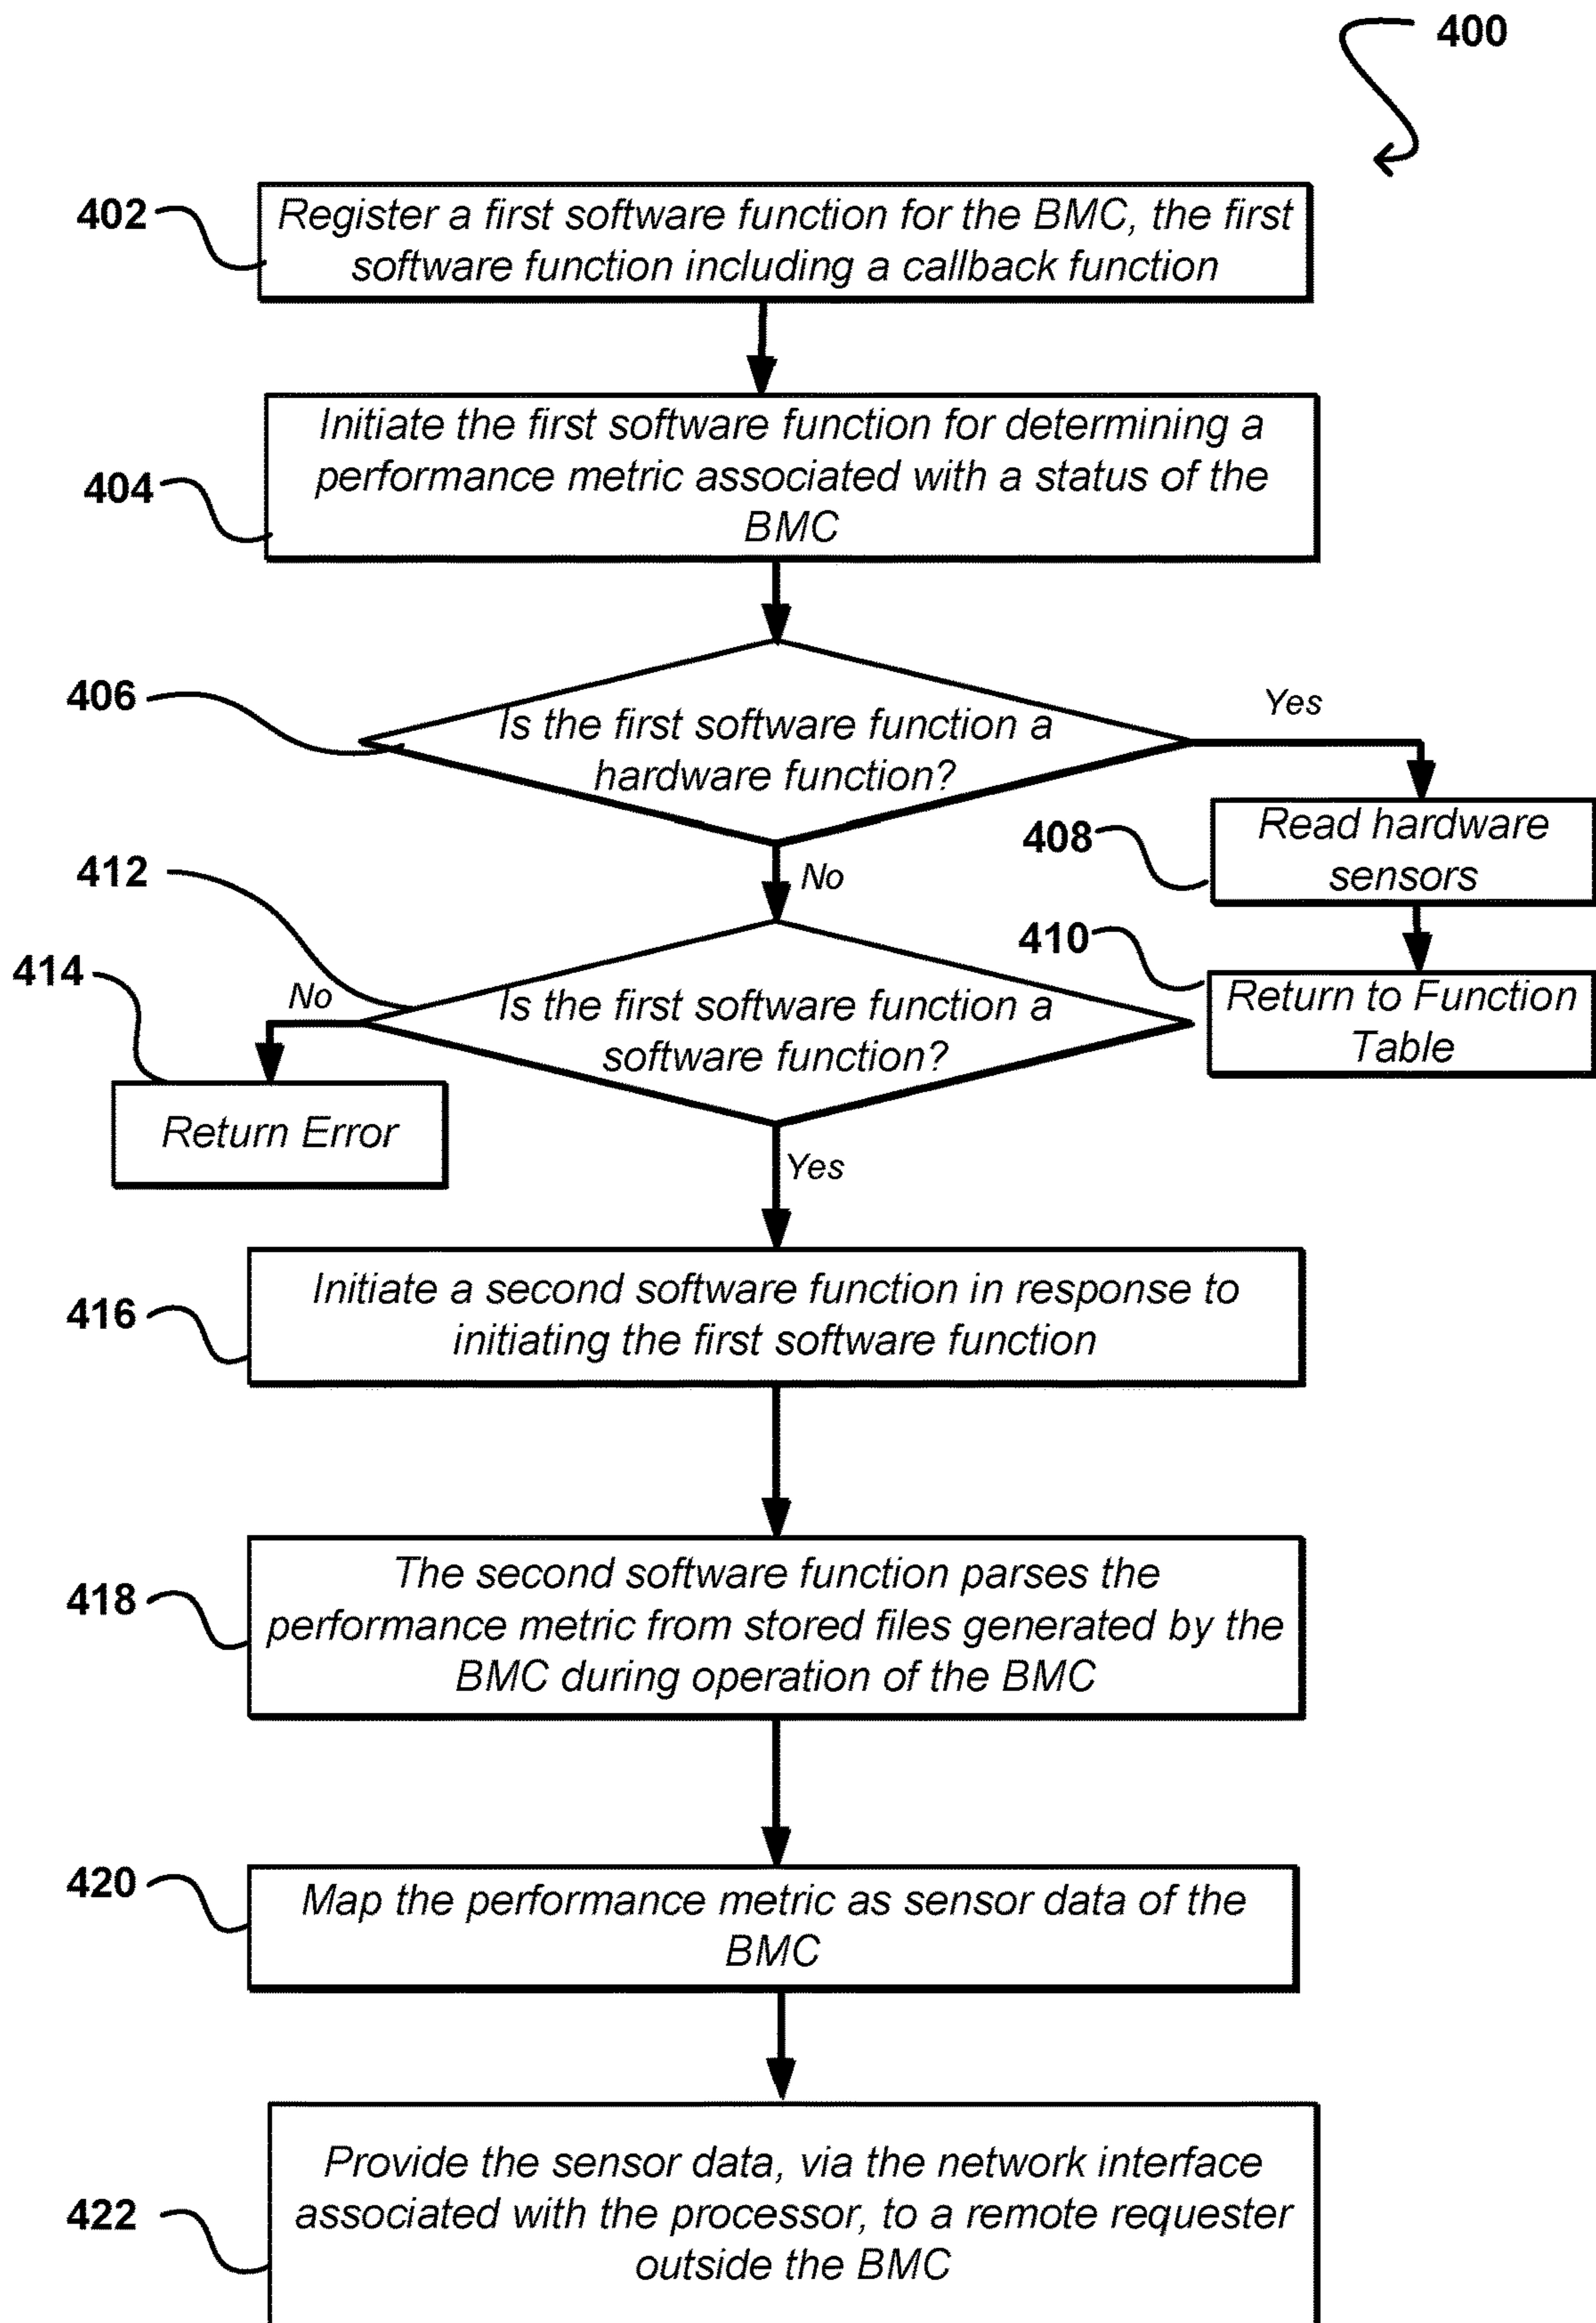 400
402
Register a first software function for the BMC, the first
software function including a callback function
404
Initiate the first software function for determining a
performance metric associated with a status of the
BMC
406
Is the first software function a
hardware function?
Yes
408
Read hardware
sensors
No
412
410
Return to Function
Table
414
No
Is the first software function a
software function?
Return Error
Yes
416
Initiate a second software function in response to
initiating the first software function
418
The second software function parses the
performance metric from stored files generated by the
BMC during operation of the BMC
420
Map the performance metric as sensor data of the
BMC
422
Provide the sensor data, via the network interface
associated with the processor, to a remote requester
outside the BMC